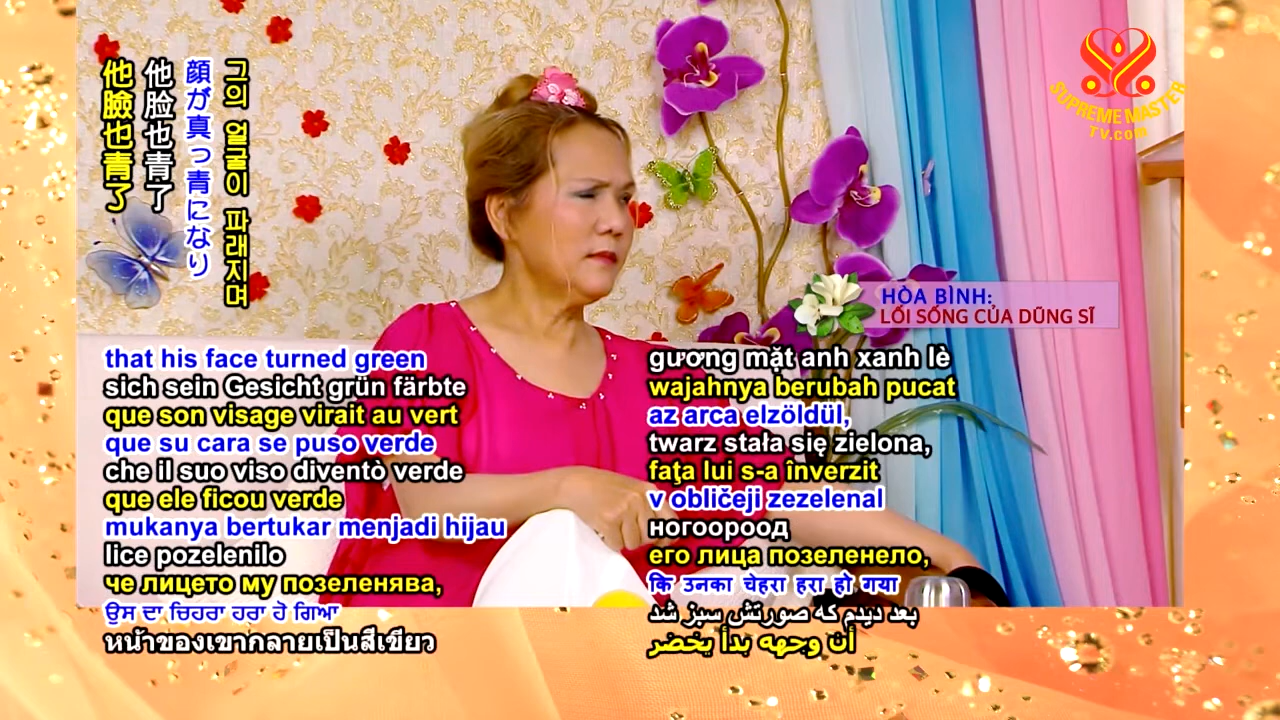 他臉也青了
他脸也青了
顔が真っ青になり
그의 얼굴이 파래지며
SUPREME MASTER
TV.com
HÒA BÌNH:
LỐI SỐNG CỦA DŨNG SĨ
that his face turned green
sich sein Gesicht grün färbte
que son visage virait au vert
que su cara se puso verde
che il suo viso diventò verde
que ele ficou verde
mukanya bertukar menjadi hijau
lice pozelenilo
че лицето му позеленява,
ਉਸ ਦਾ ਚਿਹਰਾ ਹਰਾ ਹੋ ਗਿਆ
หน้าของเขากลายเป็นสีเขียว
gương mặt anh xanh lè
wajahnya berubah pucat
az arca elzöldül,
twarz stała się zielona,
faţa lui s-a înverzit
v obličeji zezelenal
ногоороод
его лица позеленело,
कि उनका चेहरा हरा हो गया
بعد دیدم که صورتش سبز شد
أن وجهه بدأ يخضر